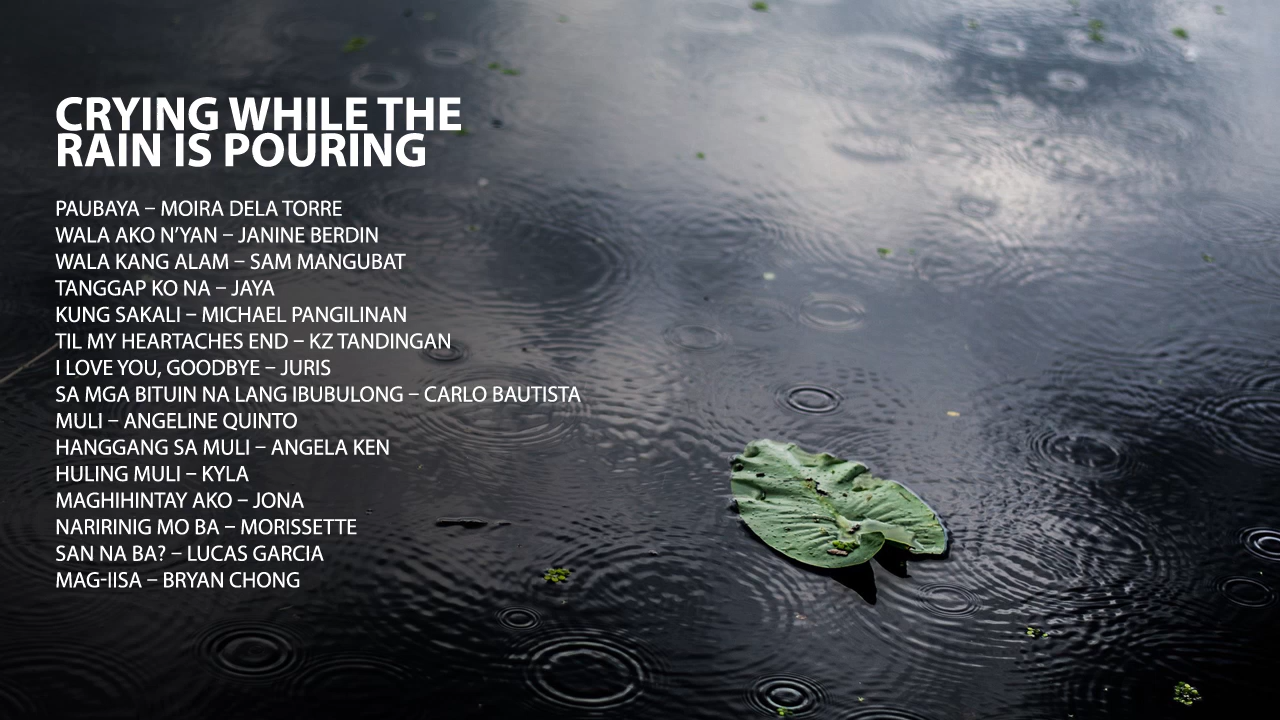 CRYING WHILE THE
RAIN IS POURING
PAUBAYA – MOIRA DELA TORRE
WALA AKO N’YAN – JANINE BERDIN
WALA KANG ALAM – SAM MANGUBAT
TANGGAP KO NA – JAYA
KUNG SAKALI – MICHAEL PANGILINAN
TIL MY HEARTACHES END – KZ TANDINGAN
I LOVE YOU, GOODBYE – JURIS
SA MGA BITUIN NA LANG IBUBULONG – CARLO BAUTISTA
MULI – ANGELINE QUINTO
HANGGANG SA MULI – ANGELA KEN
HULING MULI – KYLA
MAGHIHINTAY AKO – JONA
NARIRINIG MO BA – MORISSETTE
SAN NA BA? – LUCAS GARCIA
MAG-IISA – BRYAN CHONG